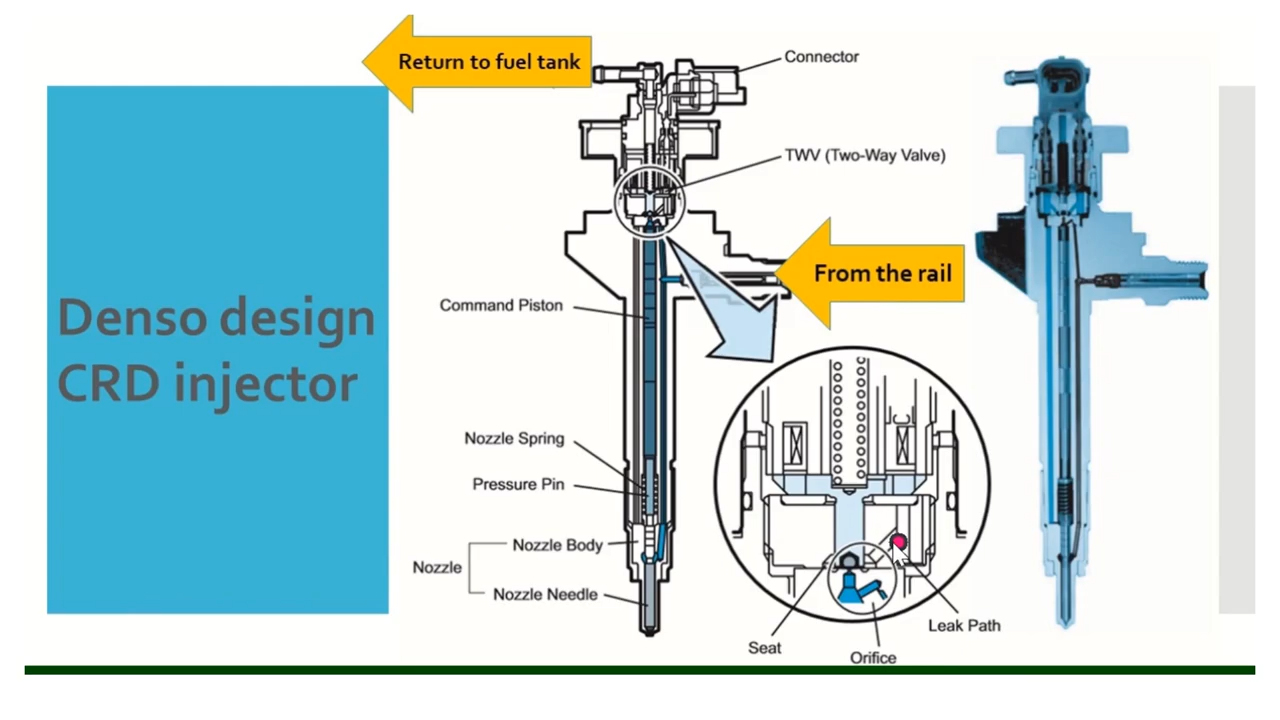 Denso design
CRD injector
Return to fuel tank
Connector
TWV (Two-Way Valve)
From the rail
Command Piston
Nozzle Spring
Pressure Pin
Nozzle Body
Nozzle
Nozzle Needle
Leak Path
Seat
Orifice